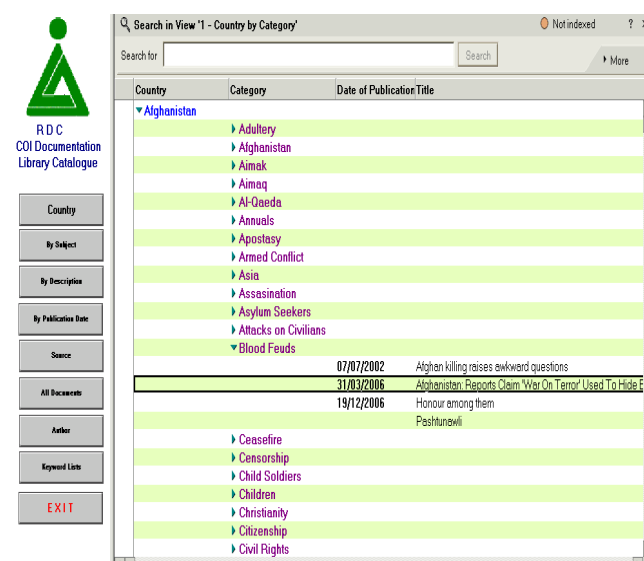 Search in View '1 - Country by Category'
Not indexed
?
Search for
Search
More
Country Category Date of Publication Title
Afghanistan
Adultery
Afghanistan
Aimak
Aimaq
Al-Qaeda
Annuals
Apostasy
Armed Conflict
Asia
Assasination
Asylum Seekers
Attacks on Civilians
Blood Feuds
07/07/2002 Afghan killing raises awkward questions
31/03/2006 Afghanistan: Reports Claim 'War On Terror' Used To Hide
19/12/2006 Honour among them
Pashtunawli
Ceasefire
Censorship
Child Soldiers
Children
Christianity
Citizenship
Civil Rights
RDC
COI Documentation
Library Catalogue
Country
By Subject
By Description
By Publication Date
Source
All Documents
Author
Keyword Lists
EXIT